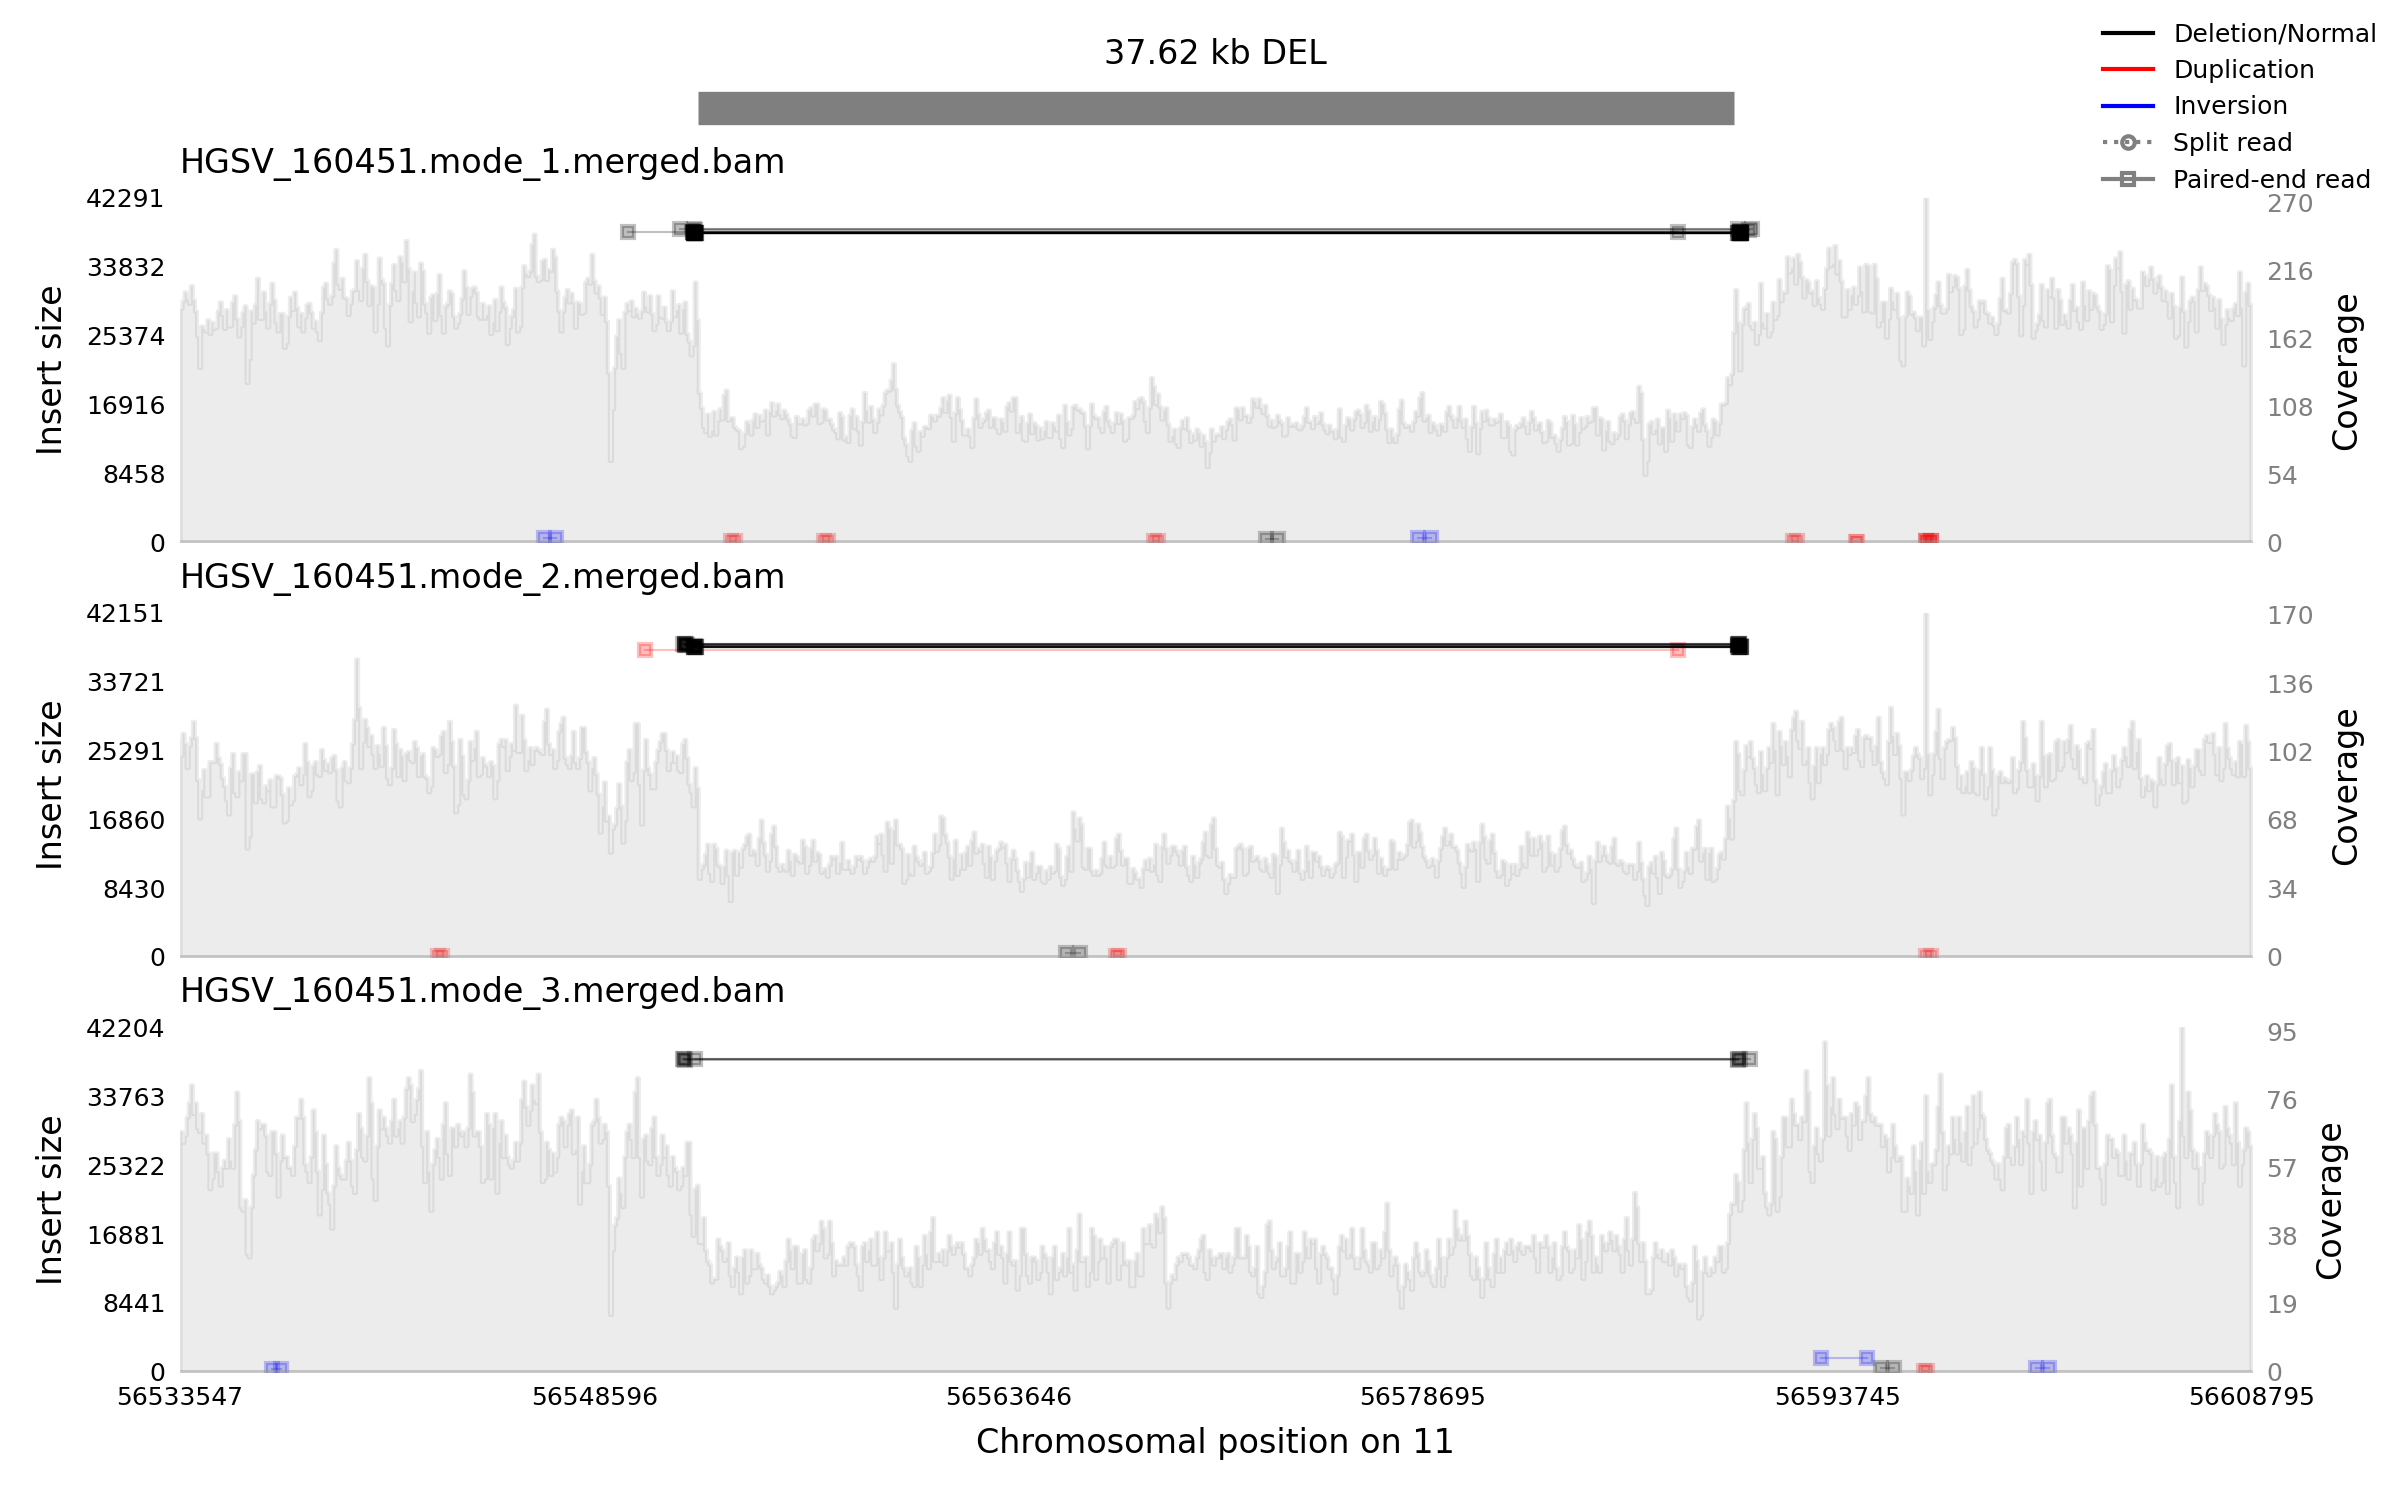 37.62 kb DEL
Deletion/Normal
Duplication
Inversion
Split read
Paired-end read
HGSV_160451.mode_1.merged.bam
42291
33832
25374
16916
8458
0
Insert size
270
216
162
108
54
0
Coverage
HGSV_160451.mode_2.merged.bam
42151
33721
25291
16860
8430
0
Insert size
170
136
102
68
34
0
Coverage
HGSV_160451.mode_3.merged.bam
42204
33763
25322
16881
8441
0
Insert size
95
76
57
38
19
0
Coverage
56533547 56548596 56563646 56578695 56593745 56608795
Chromosomal position on 11